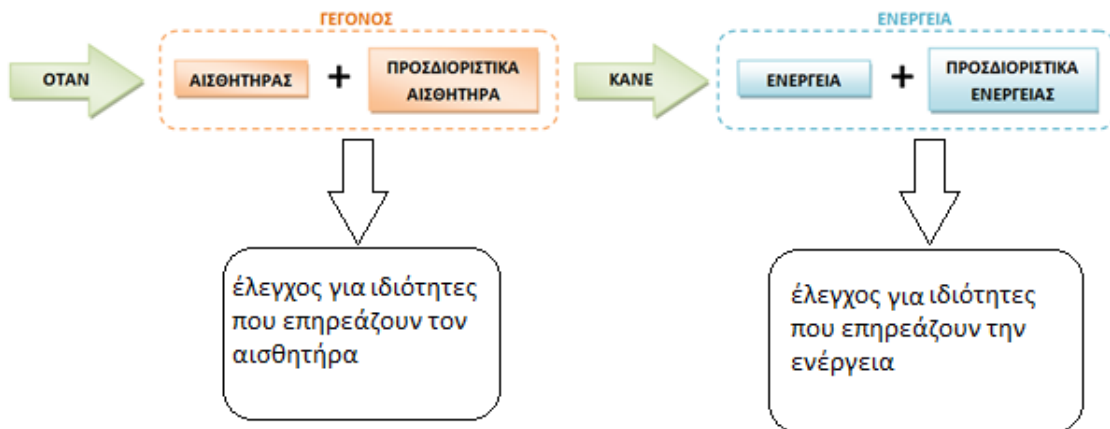 ΓΕΓΟΝΟΣ
ΕΝΕΡΓΕΙΑ
ΟΤΑΝ
ΑΙΣΘΗΤΗΡΑΣ
+
ΠΡΟΣΔΙΟΡΙΣΤΙΚΑ
ΑΙΣΘΗΤΗΡΑ
ΚΑΝΕ
ΕΝΕΡΓΕΙΑ
+
ΠΡΟΣΔΙΟΡΙΣΤΙΚΑ
ΕΝΕΡΓΕΙΑΣ
έλεγχος για ιδιότητες
που επηρεάζουν τον
αισθητήρα
έλεγχος για ιδιότητες
που επηρεάζουν την
ενέργεια